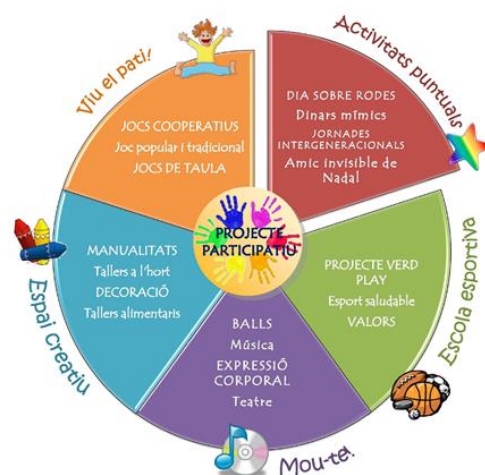 Viu el pati!
JOCS COOPERATIUS
Joc popular i tradicional
JOCS DE TAULA
Activitats puntuals
DIA SOBRE RODES
Dinars mímics
JORNADES
INTERGENERACIONALS
Amic invisible de
Nadal
PROJECTE
PARTICIPATIU
Espai Creatiu
MANUALITATS
Tallers a l'hort
DECORACIÓ
Tallers alimentaris
Escola esportiva
PROJECTE VERD
PLAY
Esport saludable
VALORS
BALLS
Música
EXPRESSIÓ
CORPORAL
Teatre
Mou-te!